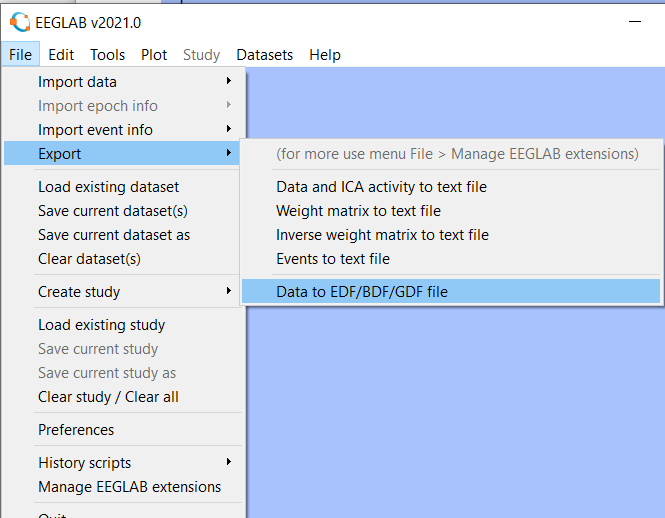 EEGLAB v2021.0
File Edit Tools Plot Study Datasets Help
Import data
Import epoch info
Import event info
Export
(for more use menu File > Manage EEGLAB extensions)
Load existing dataset
Data and ICA activity to text file
Save current dataset(s)
Weight matrix to text file
Save current dataset as
Inverse weight matrix to text file
Clear dataset(s)
Events to text file
Create study
Data to EDF/BDF/GDF file
Load existing study
Save current study
Save current study as
Clear study / Clear all
Preferences
History scripts
Manage EEGLAB extensions
Quit